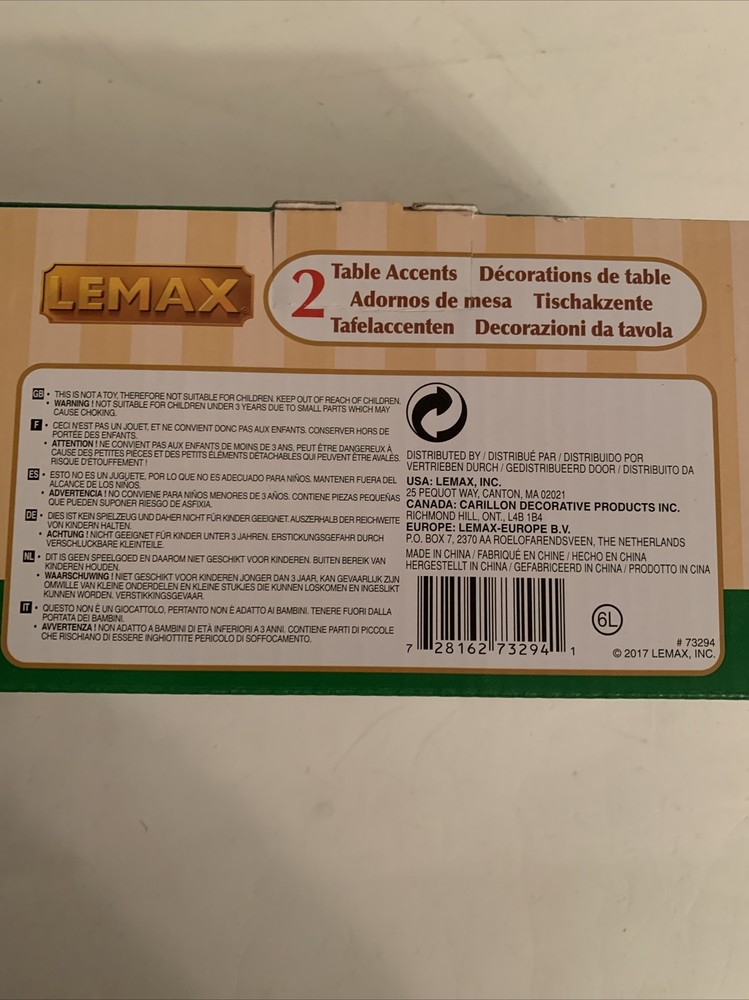 LEMAX
2 Table Accents Décorations de table
Adornos de mesa Tischakzente
Tafelaccenten Decorazioni da tavola
GB • THIS IS NOT A TOY, THEREFORE NOT SUITABLE FOR CHILDREN. KEEP OUT OF REACH OF CHILDREN.
• WARNING ! NOT SUITABLE FOR CHILDREN UNDER 3 YEARS DUE TO SMALL PARTS WHICH MAY
CAUSE CHOKING.
F • CECI N'EST PAS UN JOUET, ET NE CONVIENT DONC PAS AUX ENFANTS. CONSERVER HORS DE
PORTÉE DES ENFANTS.
• ATTENTION ! NE CONVIENT PAS AUX ENFANTS DE MOINS DE 3 ANS, PEUT ÊTRE DANGEREUX À
CAUSE DES PETITES PIÈCES ET DES PETITS ÉLÉMENTS DÉTACHABLES QUI PEUVENT ÊTRE AVALÉS.
RISQUE D'ÉTOUFFEMENT !
ES • ESTO NO ES UN JUGUETE, POR LO QUE NO ES ADECUADO PARA NIÑOS. MANTENER FUERA DEL
ALCANCE DE LOS NIÑOS.
• ADVERTENCIA ! NO CONVIENE PARA NIÑOS MENORES DE 3 AÑOS. CONTIENE PIEZAS PEQUEÑAS
QUE PUEDEN SUPONER RIESGO DE ASFIXIA.
DE • DIES IST KEIN SPIELZEUG UND DAHER NICHT FÜR KINDER GEEIGNET. AUSZERHALB DER REICHWEITE
VON KINDERN HALTEN.
• ACHTUNG ! NICHT GEEIGNET FÜR KINDER UNTER 3 JAHREN. ERSTICKUNGSGEFAHR DURCH
VERSCHLUCKBARE KLEINTEILE.
NL • DIT IS GEEN SPEELGOED EN DAAROM NIET GESCHIKT VOOR KINDEREN. BUITEN BEREIK VAN
KINDEREN HOUDEN.
• WAARSCHUWING ! NIET GESCHIKT VOOR KINDEREN JONGER DAN 3 JAAR, KAN GEVAARLIJK ZIJN
OMWILLE VAN KLEINE ONDERDELEN EN KLEINE STUKJES DIE KUNNEN LOSKOMEN EN INGESLIKT
KUNNEN WORDEN. VERSTIKKINGSGEVAAR.
IT • QUESTO NON È UN GIOCATTOLO, PERTANTO NON È ADATTO AI BAMBINI. TENERE FUORI DALLA
PORTATA DEI BAMBINI.
• AVVERTENZA ! NON ADATTO A BAMBINI DI ETÀ INFERIORI A 3 ANNI. CONTIENE PARTI DI PICCOLE
CHE RISCHIANO DI ESSERE INGHIOTTITE PERICOLO DI SOFFOCAMENTO.
DISTRIBUTED BY / DISTRIBUÉ PAR / DISTRIBUIDO POR
VERTRIEBEN DURCH / GEDISTRIBUEERD DOOR / DISTRIBUITO DA
USA: LEMAX, INC.
25 PEQUOT WAY, CANTON, MA 02021
CANADA: CARILLON DECORATIVE PRODUCTS INC.
RICHMOND HILL, ONT., L4B 1B4
EUROPE: LEMAX-EUROPE B.V.
P.O. BOX 7, 2370 AA ROELOFARENDSVEEN, THE NETHERLANDS
MADE IN CHINA / FABRIQUÉ EN CHINE / HECHO EN CHINA
HERGESTELLT IN CHINA / GEFABRICEERD IN CHINA / PRODOTTO IN CINA
6L
7 28162 73294 1
# 73294
© 2017 LEMAX, INC.